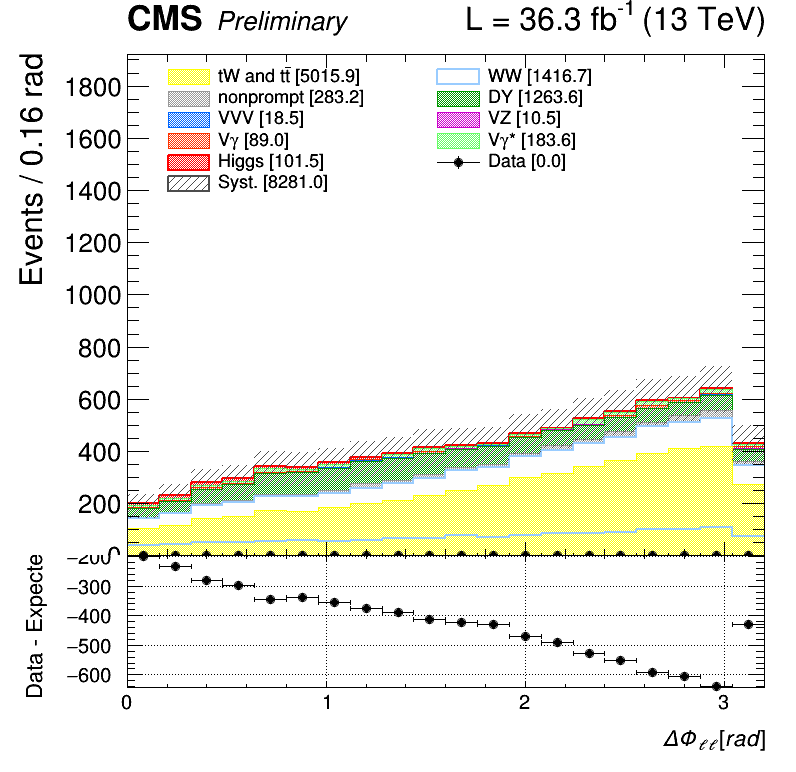 CMS Preliminary L = 36.3 fb⁻¹ (13 TeV)
Events / 0.16 rad
1800
1600
1400
1200
1000
800
600
400
200
0
tW and tt̄ [5015.9]
nonprompt [283.2]
VVV [18.5]
Vγ [89.0]
Higgs [101.5]
Syst. [8281.0]
WW [1416.7]
DY [1263.6]
VZ [10.5]
Vγ* [183.6]
Data [0.0]
Data - Expecte
−200
−300
−400
−500
−600
0 1 2 3
ΔΦℓℓ[rad]